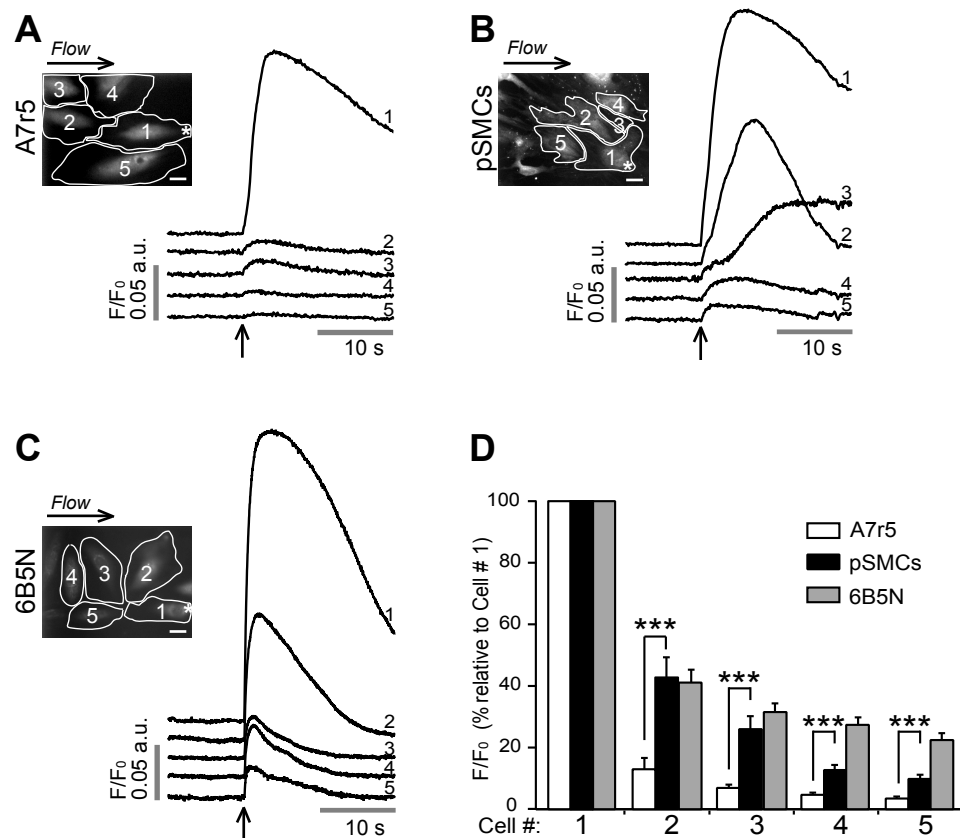 A
Flow
A7r5
3
4
2
1
*
5
1
2
3
4
5
F/F0
0.05 a.u.
10 s
B
Flow
pSMCs
4
2
3
5
1
*
1
3
2
4
5
F/F0
0.05 a.u.
10 s
C
Flow
6B5N
4
3
2
5
1
*
1
2
3
4
5
F/F0
0.05 a.u.
10 s
D
F/F0 (% relative to Cell # 1)
100
80
60
40
20
0
A7r5
pSMCs
6B5N
***
***
***
***
Cell #: 1 2 3 4 5